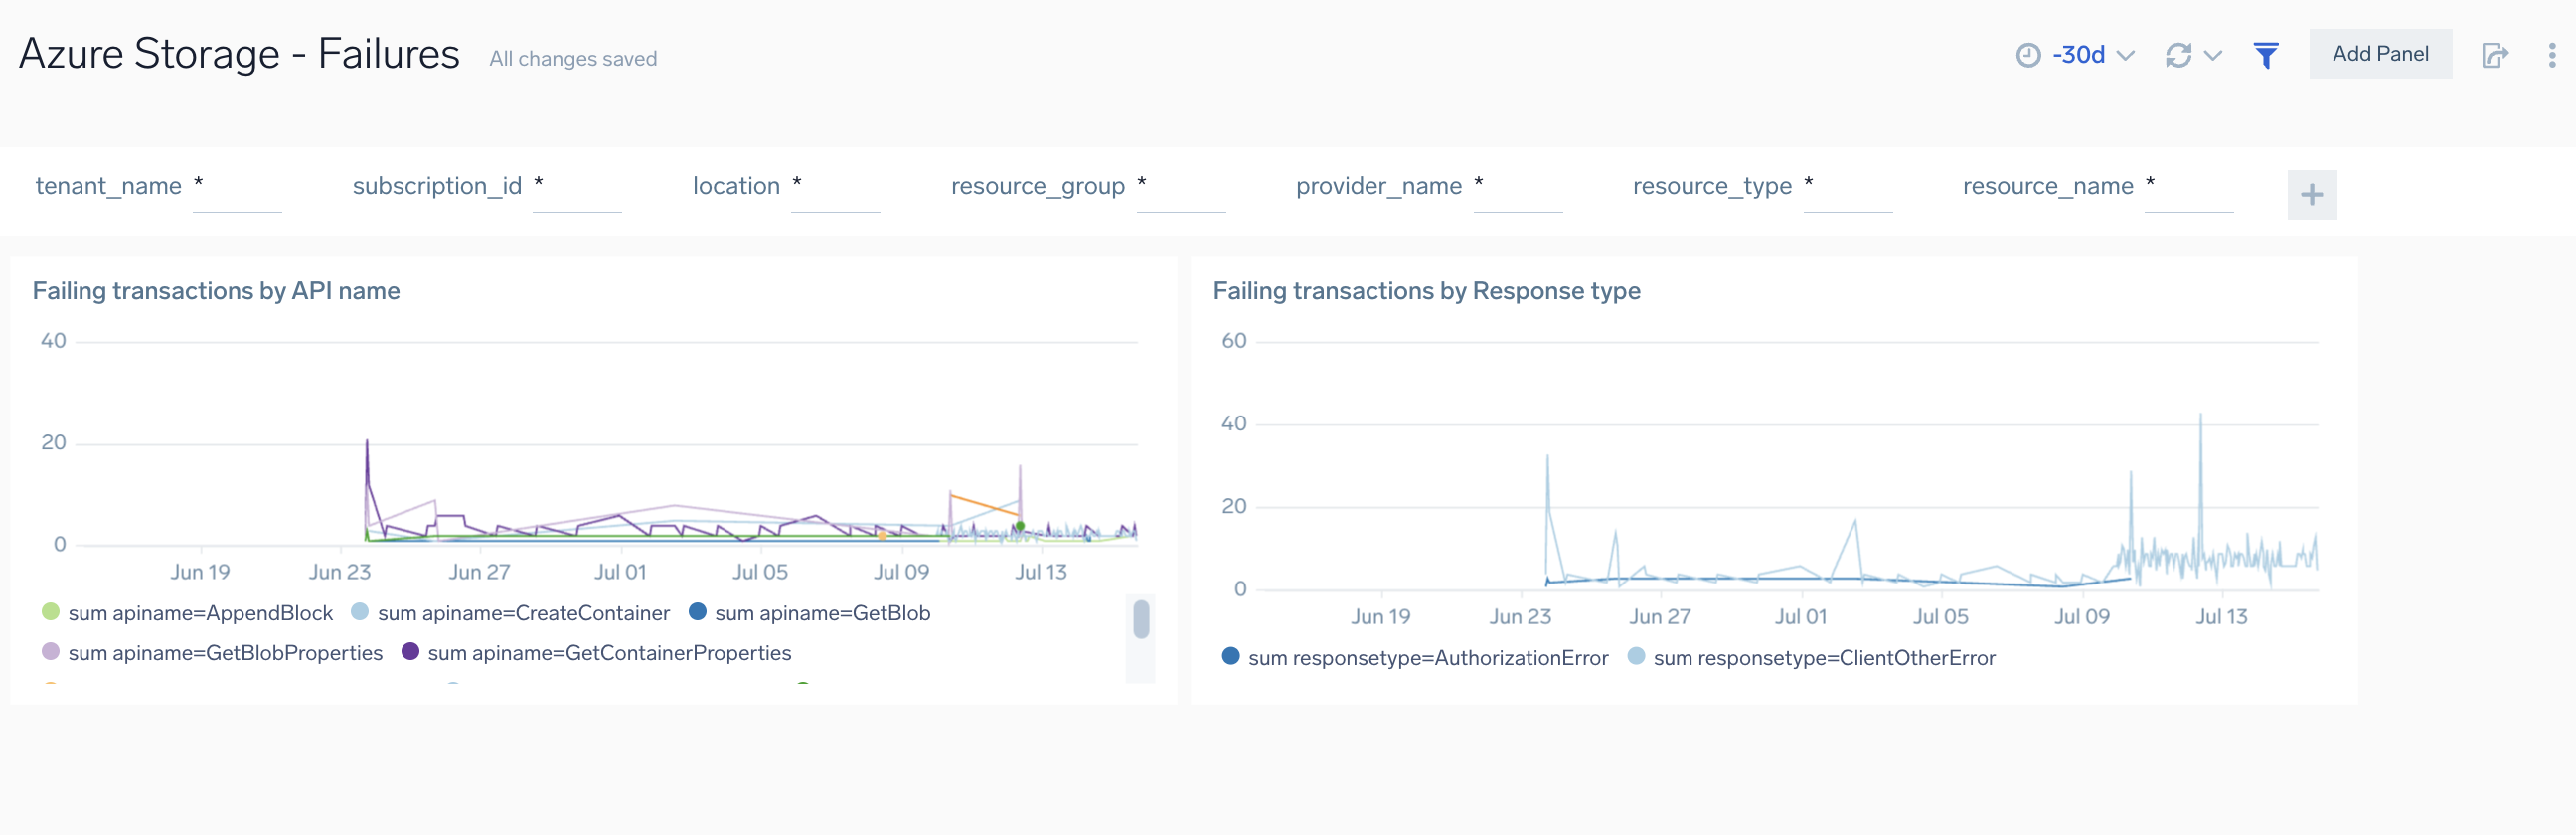 Azure Storage - Failures All changes saved -30d Add Panel
tenant_name * subscription_id * location * resource_group * provider_name * resource_type * resource_name *
Failing transactions by API name
40
20
0
Jun 19 Jun 23 Jun 27 Jul 01 Jul 05 Jul 09 Jul 13
sum apiname=AppendBlock sum apiname=CreateContainer sum apiname=GetBlob
sum apiname=GetBlobProperties sum apiname=GetContainerProperties
Failing transactions by Response type
60
40
20
0
Jun 19 Jun 23 Jun 27 Jul 01 Jul 05 Jul 09 Jul 13
sum responsetype=AuthorizationError sum responsetype=ClientOtherError